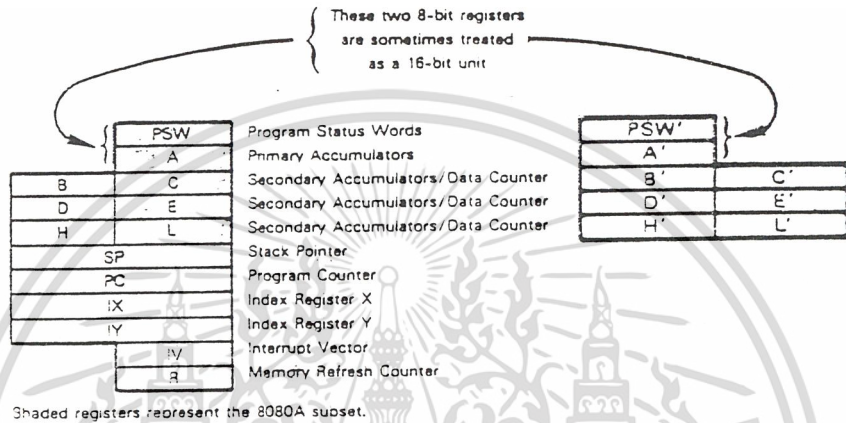 These two 8-bit registers
are sometimes treated
as a 16-bit unit
PSW Program Status Words PSW'
A Primary Accumulators A'
B C Secondary Accumulators/Data Counter B' C'
D E Secondary Accumulators/Data Counter D' E'
H L Secondary Accumulators/Data Counter H' L'
SP Stack Pointer
PC Program Counter
IX Index Register X
IY Index Register Y
IV Interrupt Vector
R Memory Refresh Counter
Shaded registers represent the 8080A subset.